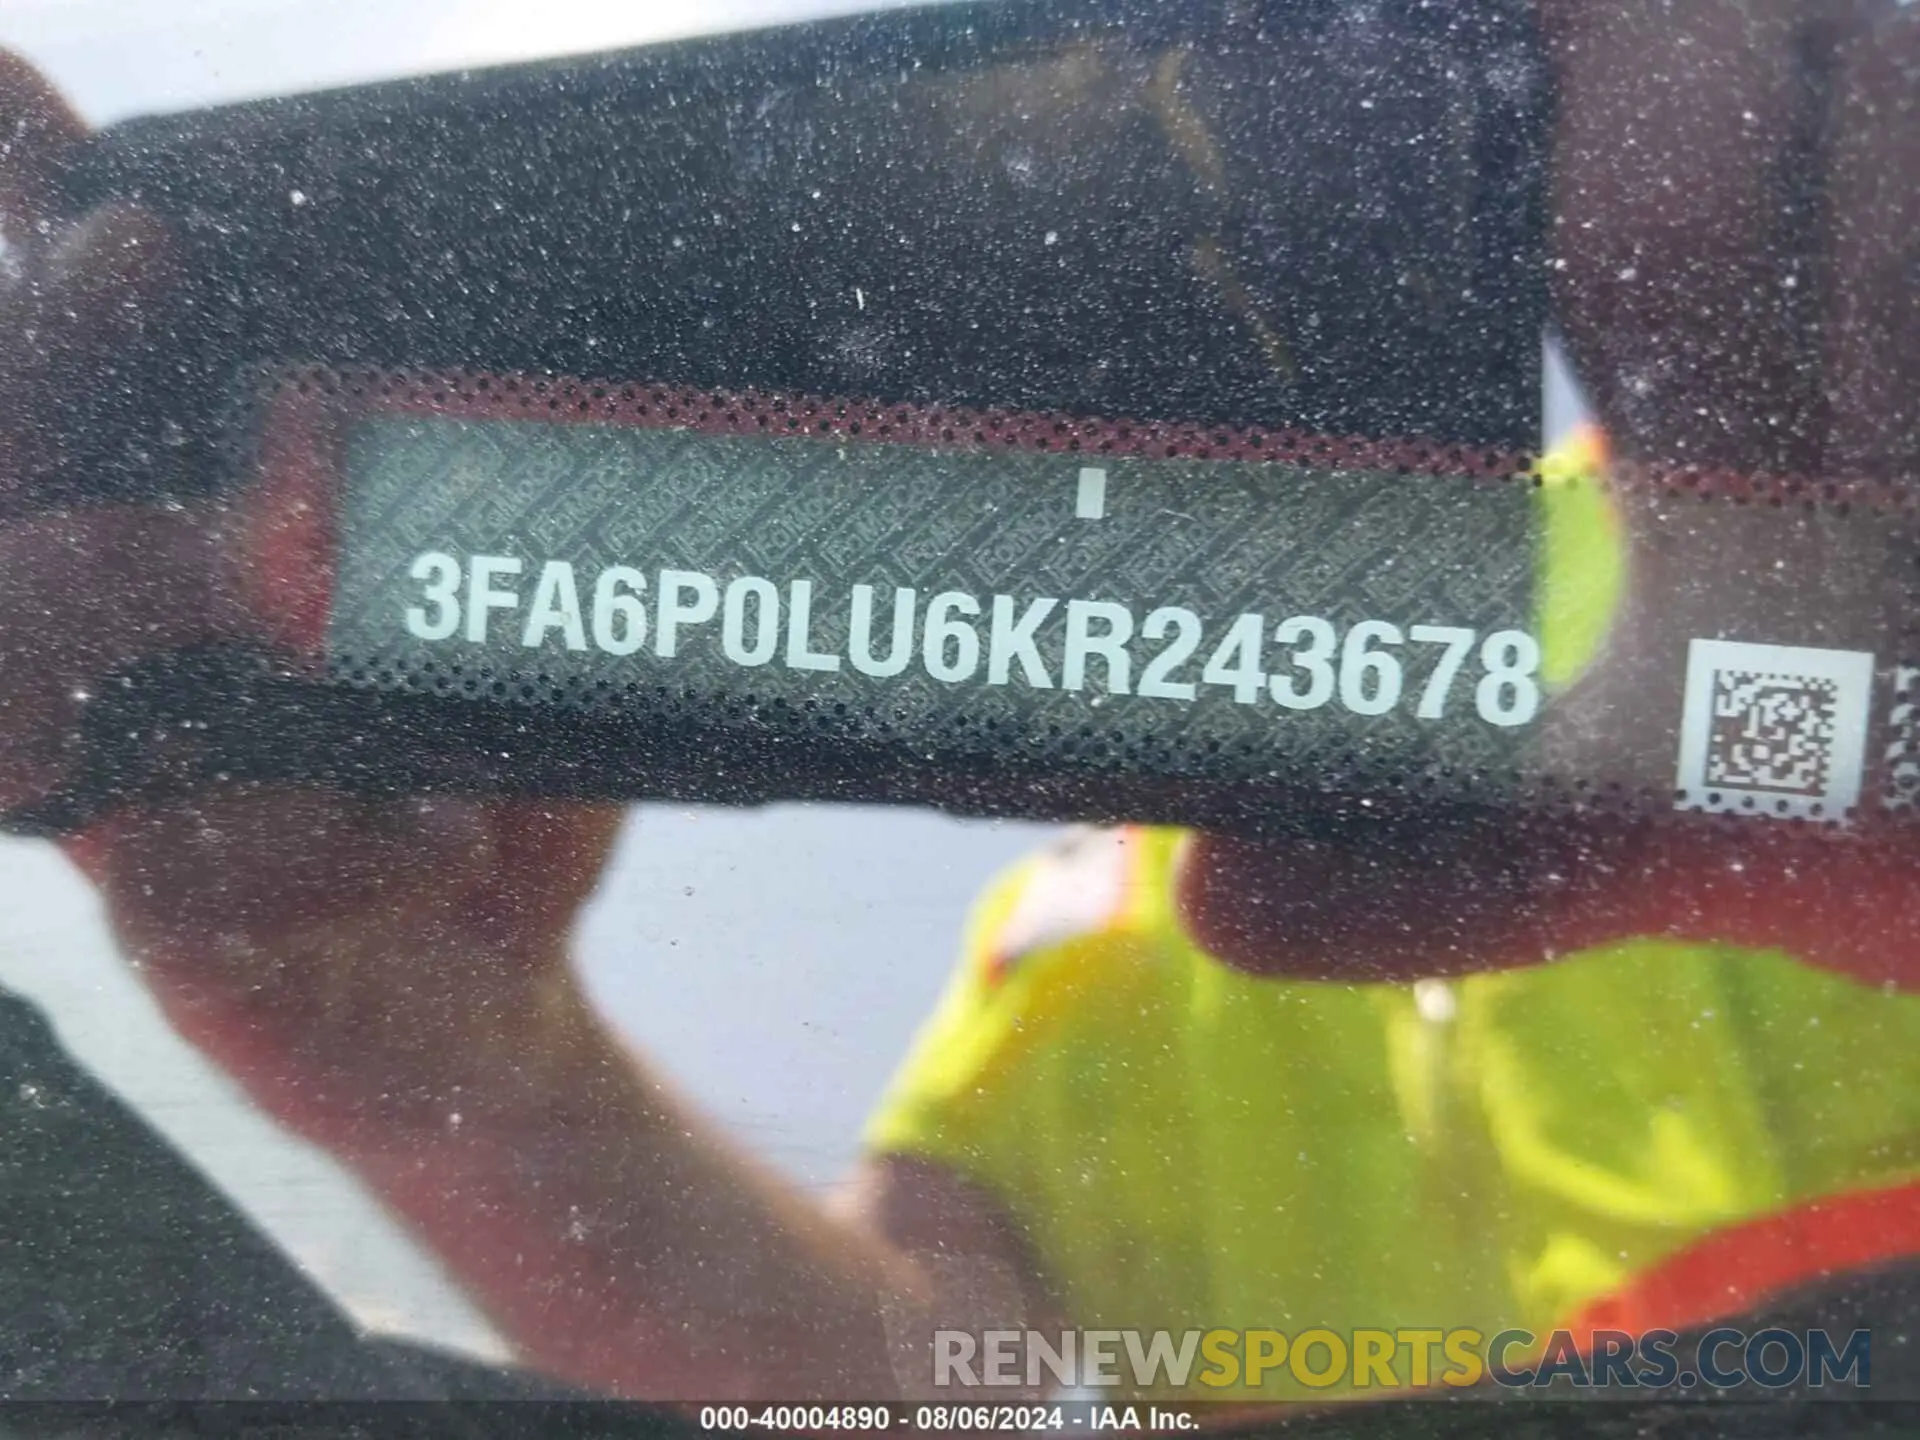 3FA6P0LU6KR243678
RENEWSPORTSCARS.COM
000-40004890 - 08/06/2024 - IAA Inc.